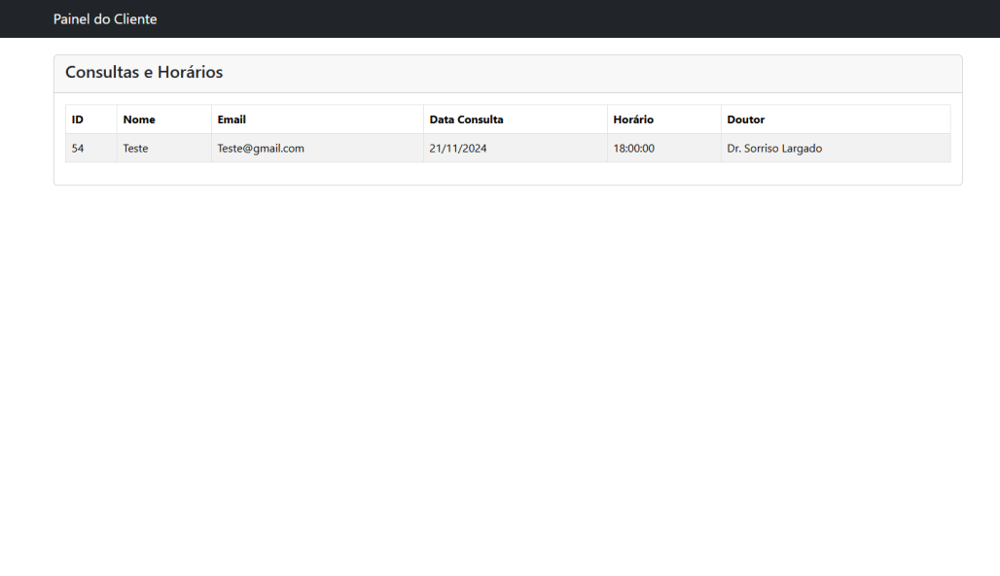 Painel do Cliente
Consultas e Horários
ID Nome Email Data Consulta Horário Doutor
54 Teste Teste@gmail.com 21/11/2024 18:00:00 Dr. Sorriso Largado